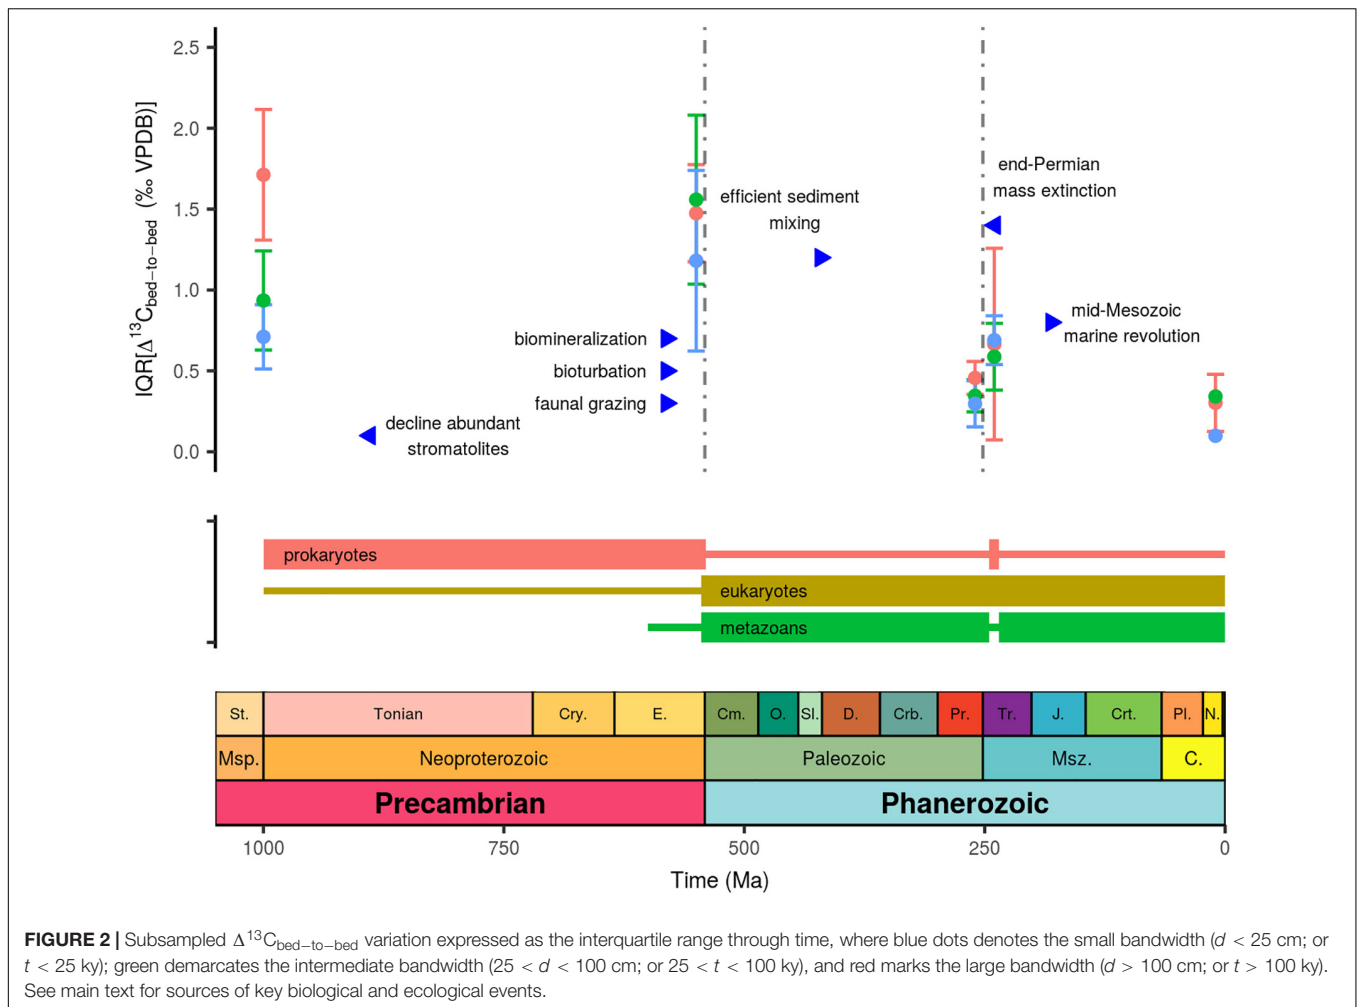 2.5
2.0
1.5
1.0
0.5
0.0
IQR[Δ¹³C_bed−to−bed (‰ VPDB)]
end-Permian
mass extinction
efficient sediment
mixing
mid-Mesozoic
marine revolution
biomineralization
bioturbation
faunal grazing
decline abundant
stromatolites
prokaryotes
eukaryotes
metazoans
St. Tonian Cry. E. Cm. O. Sl. D. Crb. Pr. Tr. J. Crt. Pl. N.
Msp. Neoproterozoic Paleozoic Msz. C.
Precambrian Phanerozoic
1000 750 500 250 0
Time (Ma)
FIGURE 2 | Subsampled Δ¹³C_bed−to−bed variation expressed as the interquartile range through time, where blue dots denotes the small bandwidth (d < 25 cm; or
t < 25 ky); green demarcates the intermediate bandwidth (25 < d < 100 cm; or 25 < t < 100 ky), and red marks the large bandwidth (d > 100 cm; or t > 100 ky).
See main text for sources of key biological and ecological events.